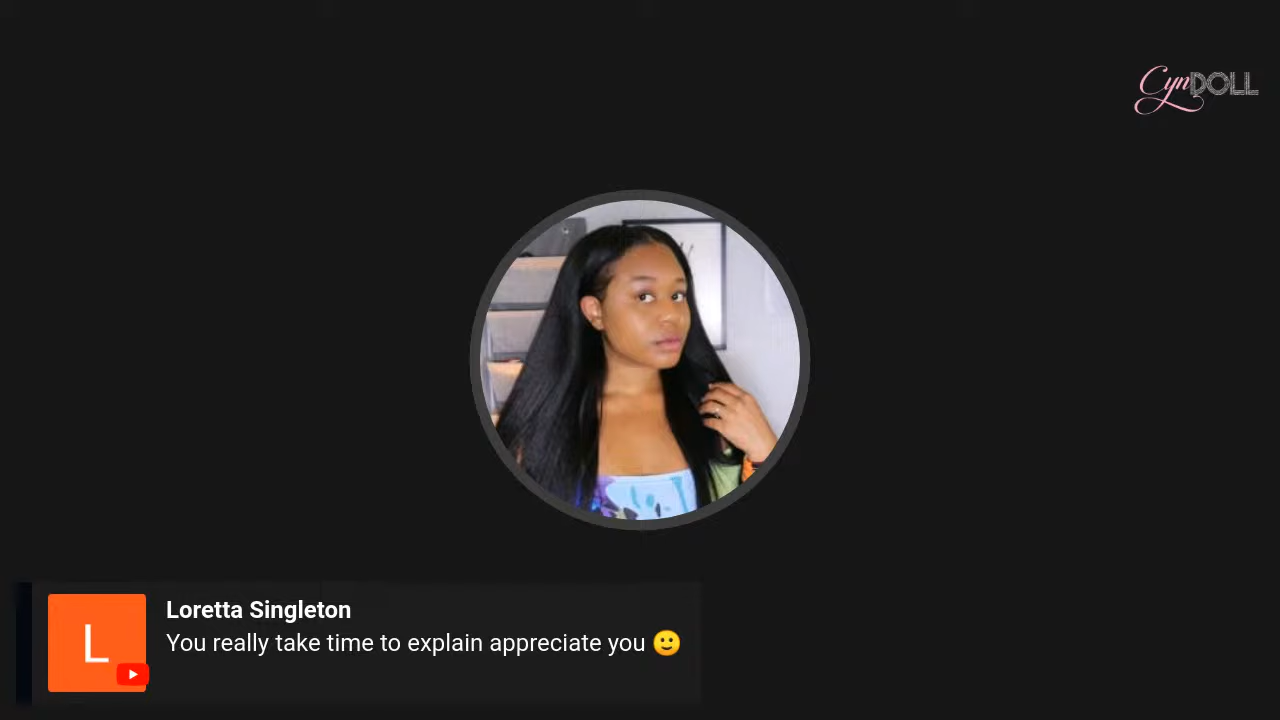 CynDOLL
Loretta Singleton
You really take time to explain appreciate you 🙂
L